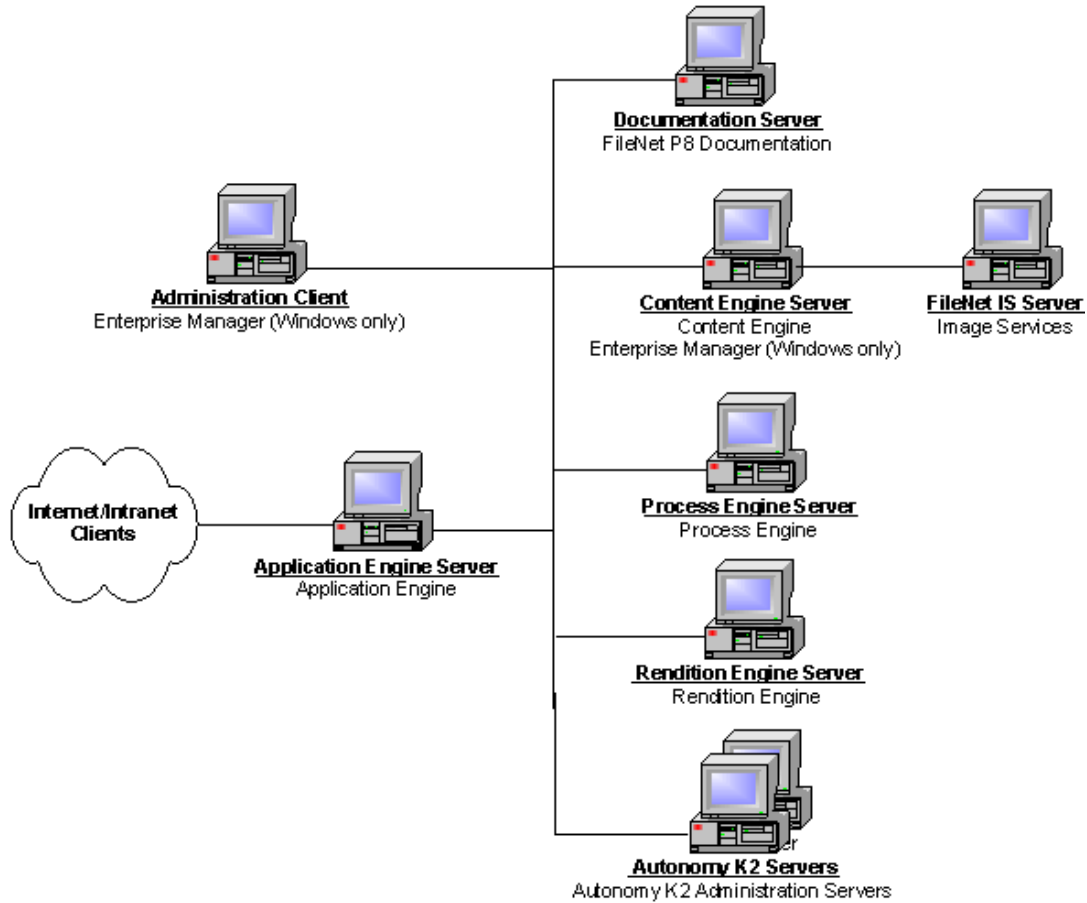 Documentation Server
FileNet P8 Documentation
Administration Client
Enterprise Manager (Windows only)
Content Engine Server
Content Engine
Enterprise Manager (Windows only)
FileNet IS Server
Image Services
Internet/Intranet
Clients
Application Engine Server
Application Engine
Process Engine Server
Process Engine
Rendition Engine Server
Rendition Engine
Autonomy K2 Servers
Autonomy K2 Administration Servers